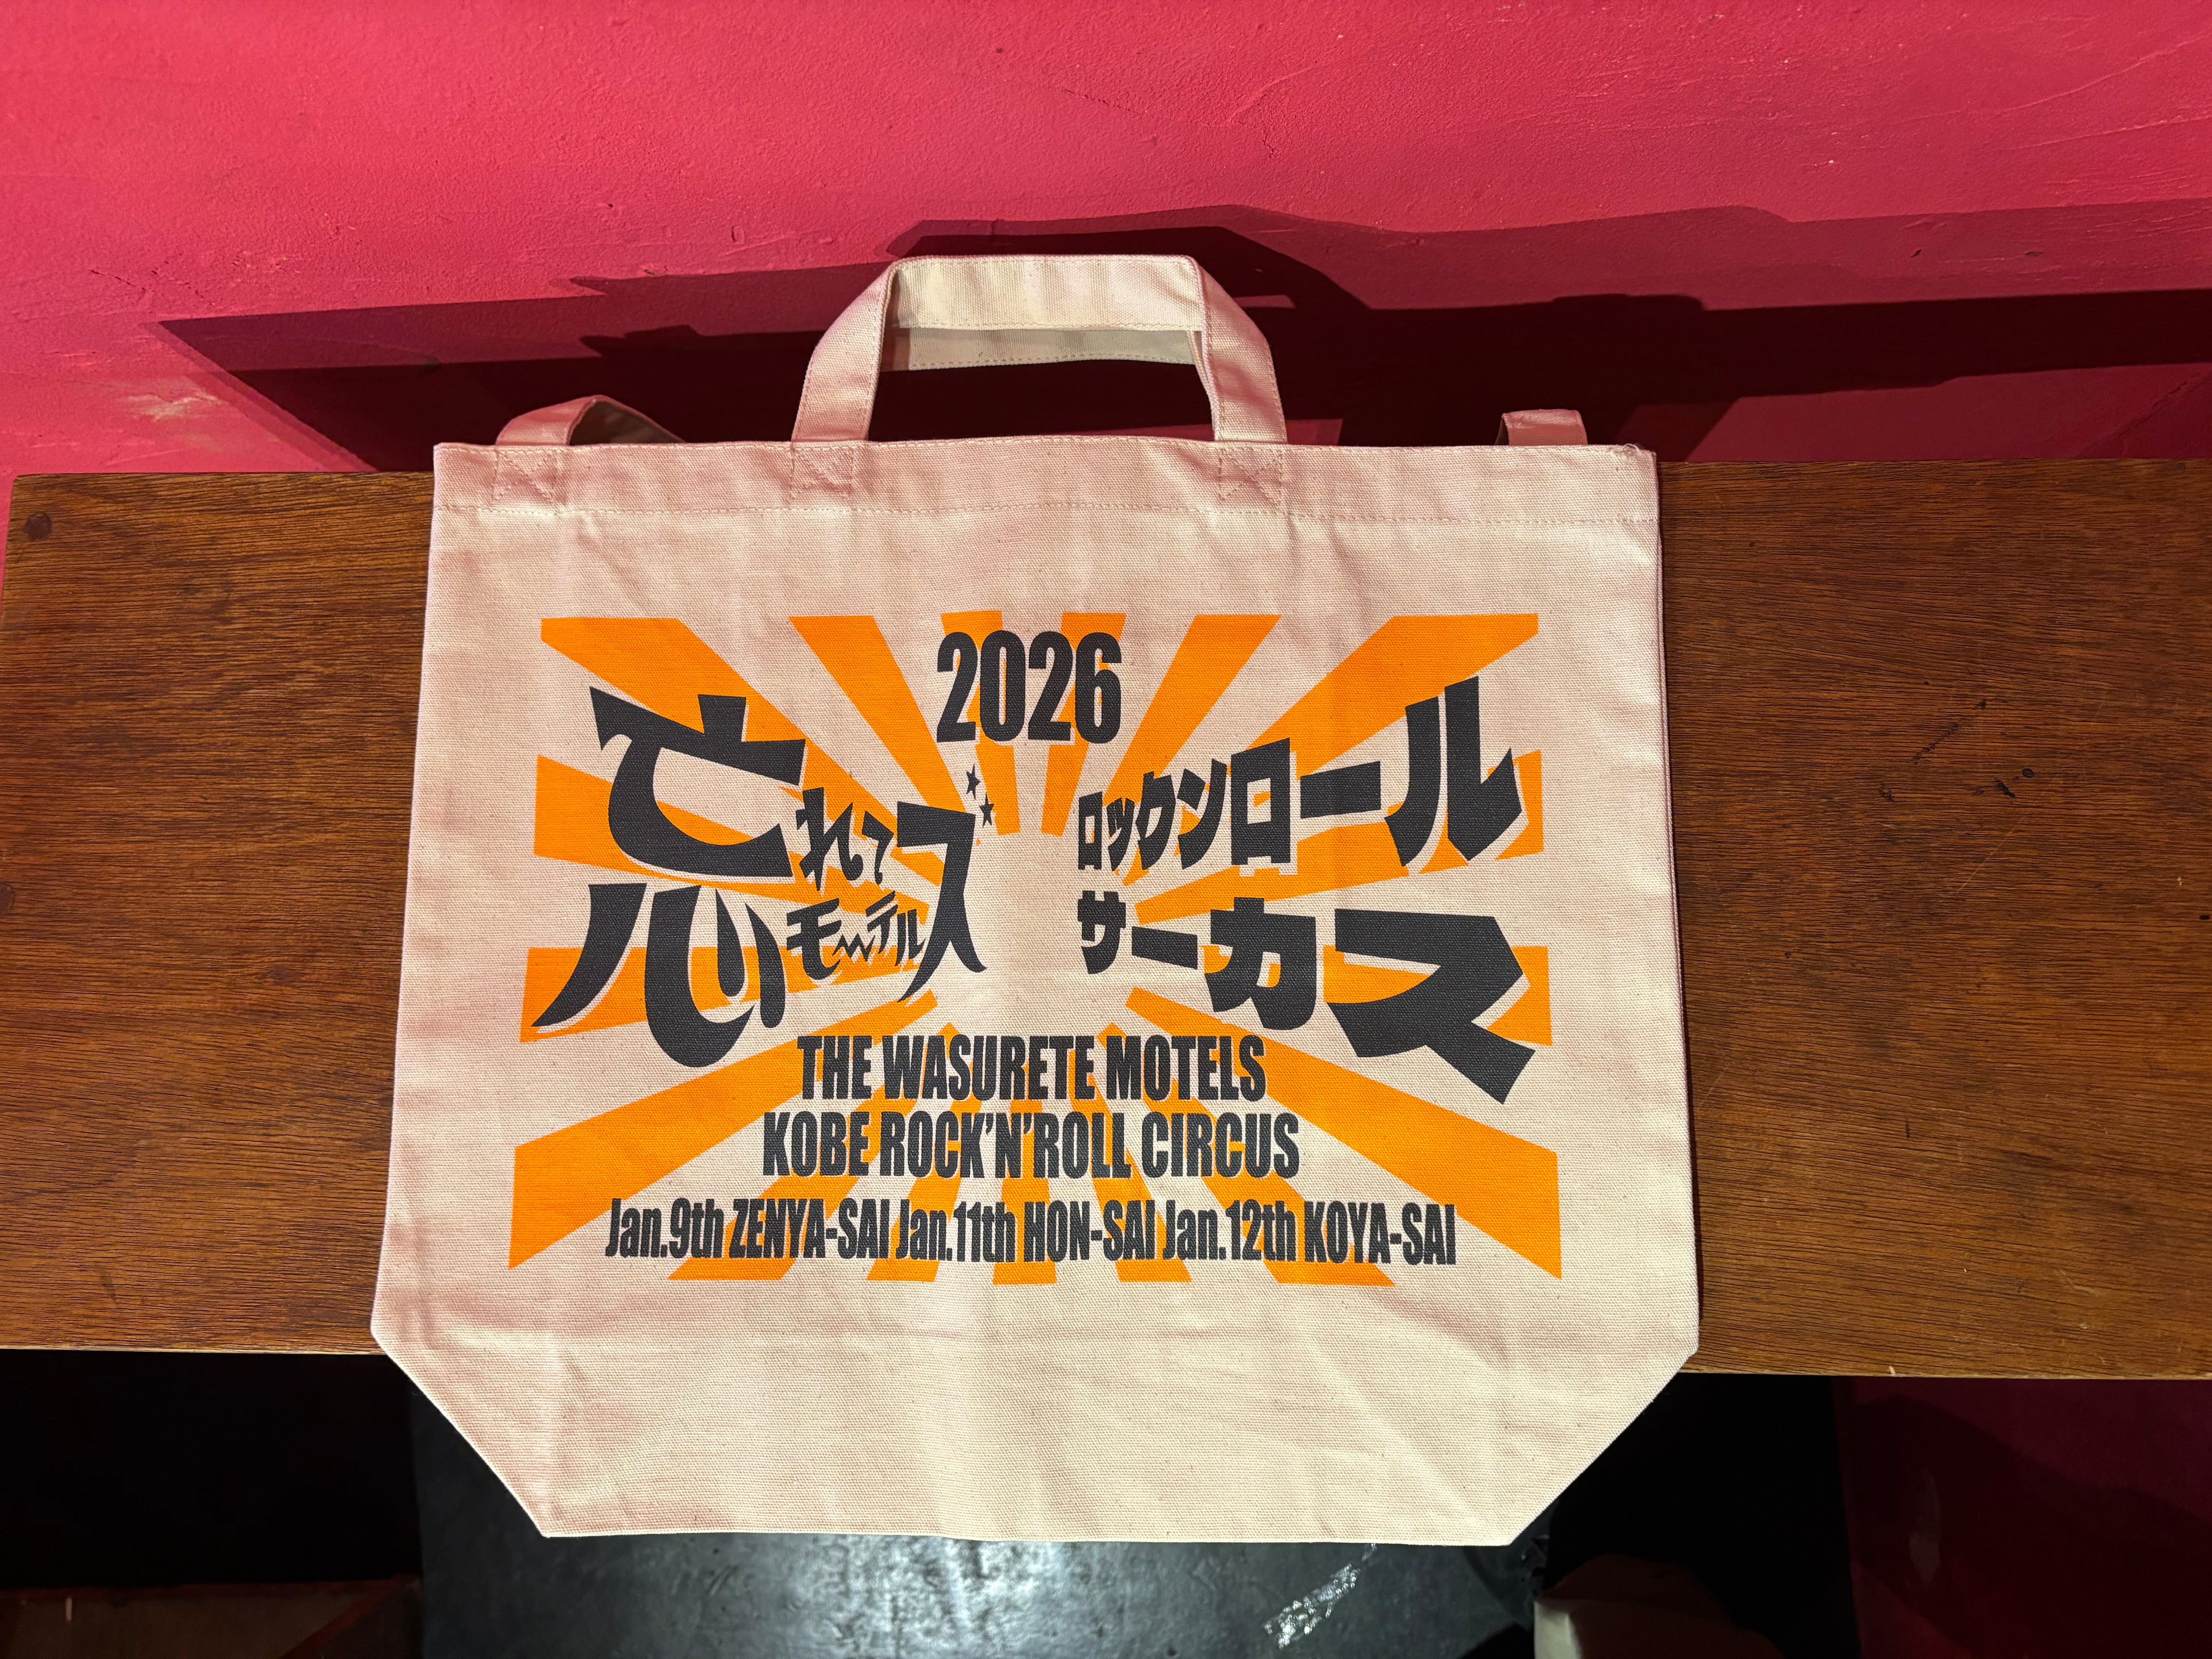 2026
忘れてモーテルズ
ロックンロール
サーカス
THE WASURETE MOTELS
KOBE ROCK'N'ROLL CIRCUS
Jan.9th ZENYA-SAI Jan.11th HON-SAI Jan.12th KOYA-SAI